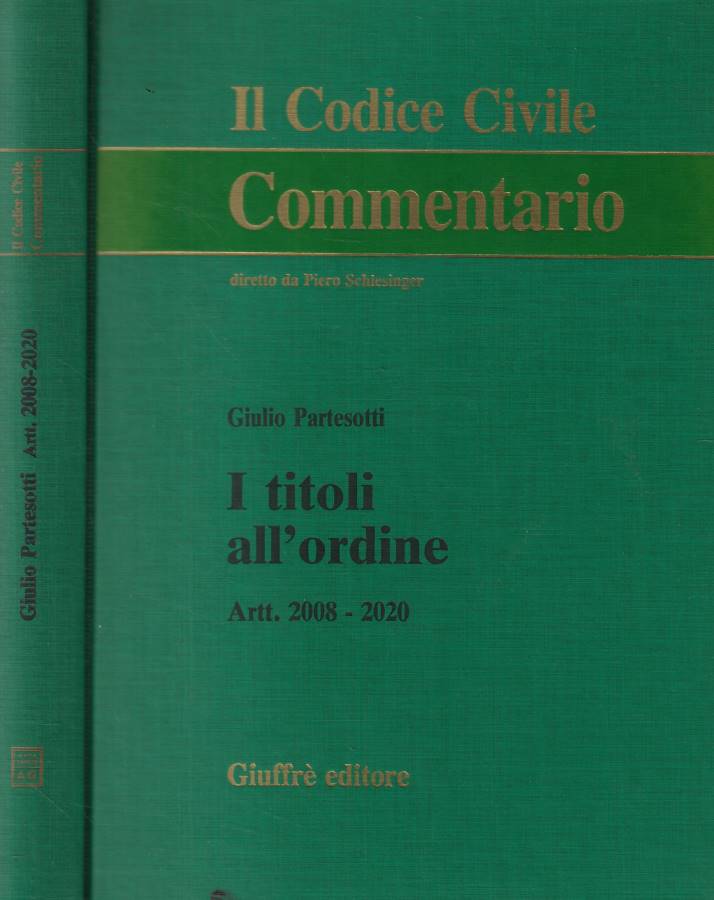 Il Codice Civile
Commentario
Giulio Partesotti Artt. 2008-2020
Il Codice Civile
Commentario
diretto da Piero Schlesinger
Giulio Partesotti
I titoli
all'ordine
Artt. 2008 - 2020
Giuffrè editore